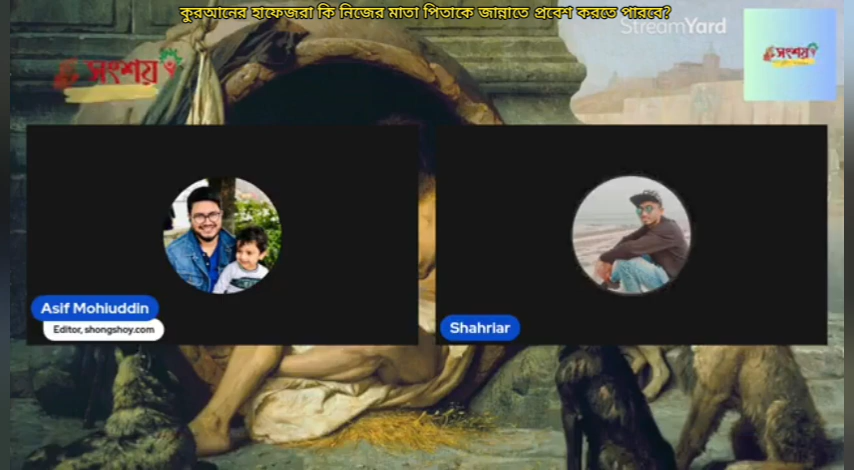 কুরআনের হাফেজরা কি নিজের মাতা পিতাকে জান্নাতে প্রবেশ করতে পারবে?
StreamYard
সংশয়
সংশয়
Asif Mohiuddin
Editor, shongshoy.com
Shahriar